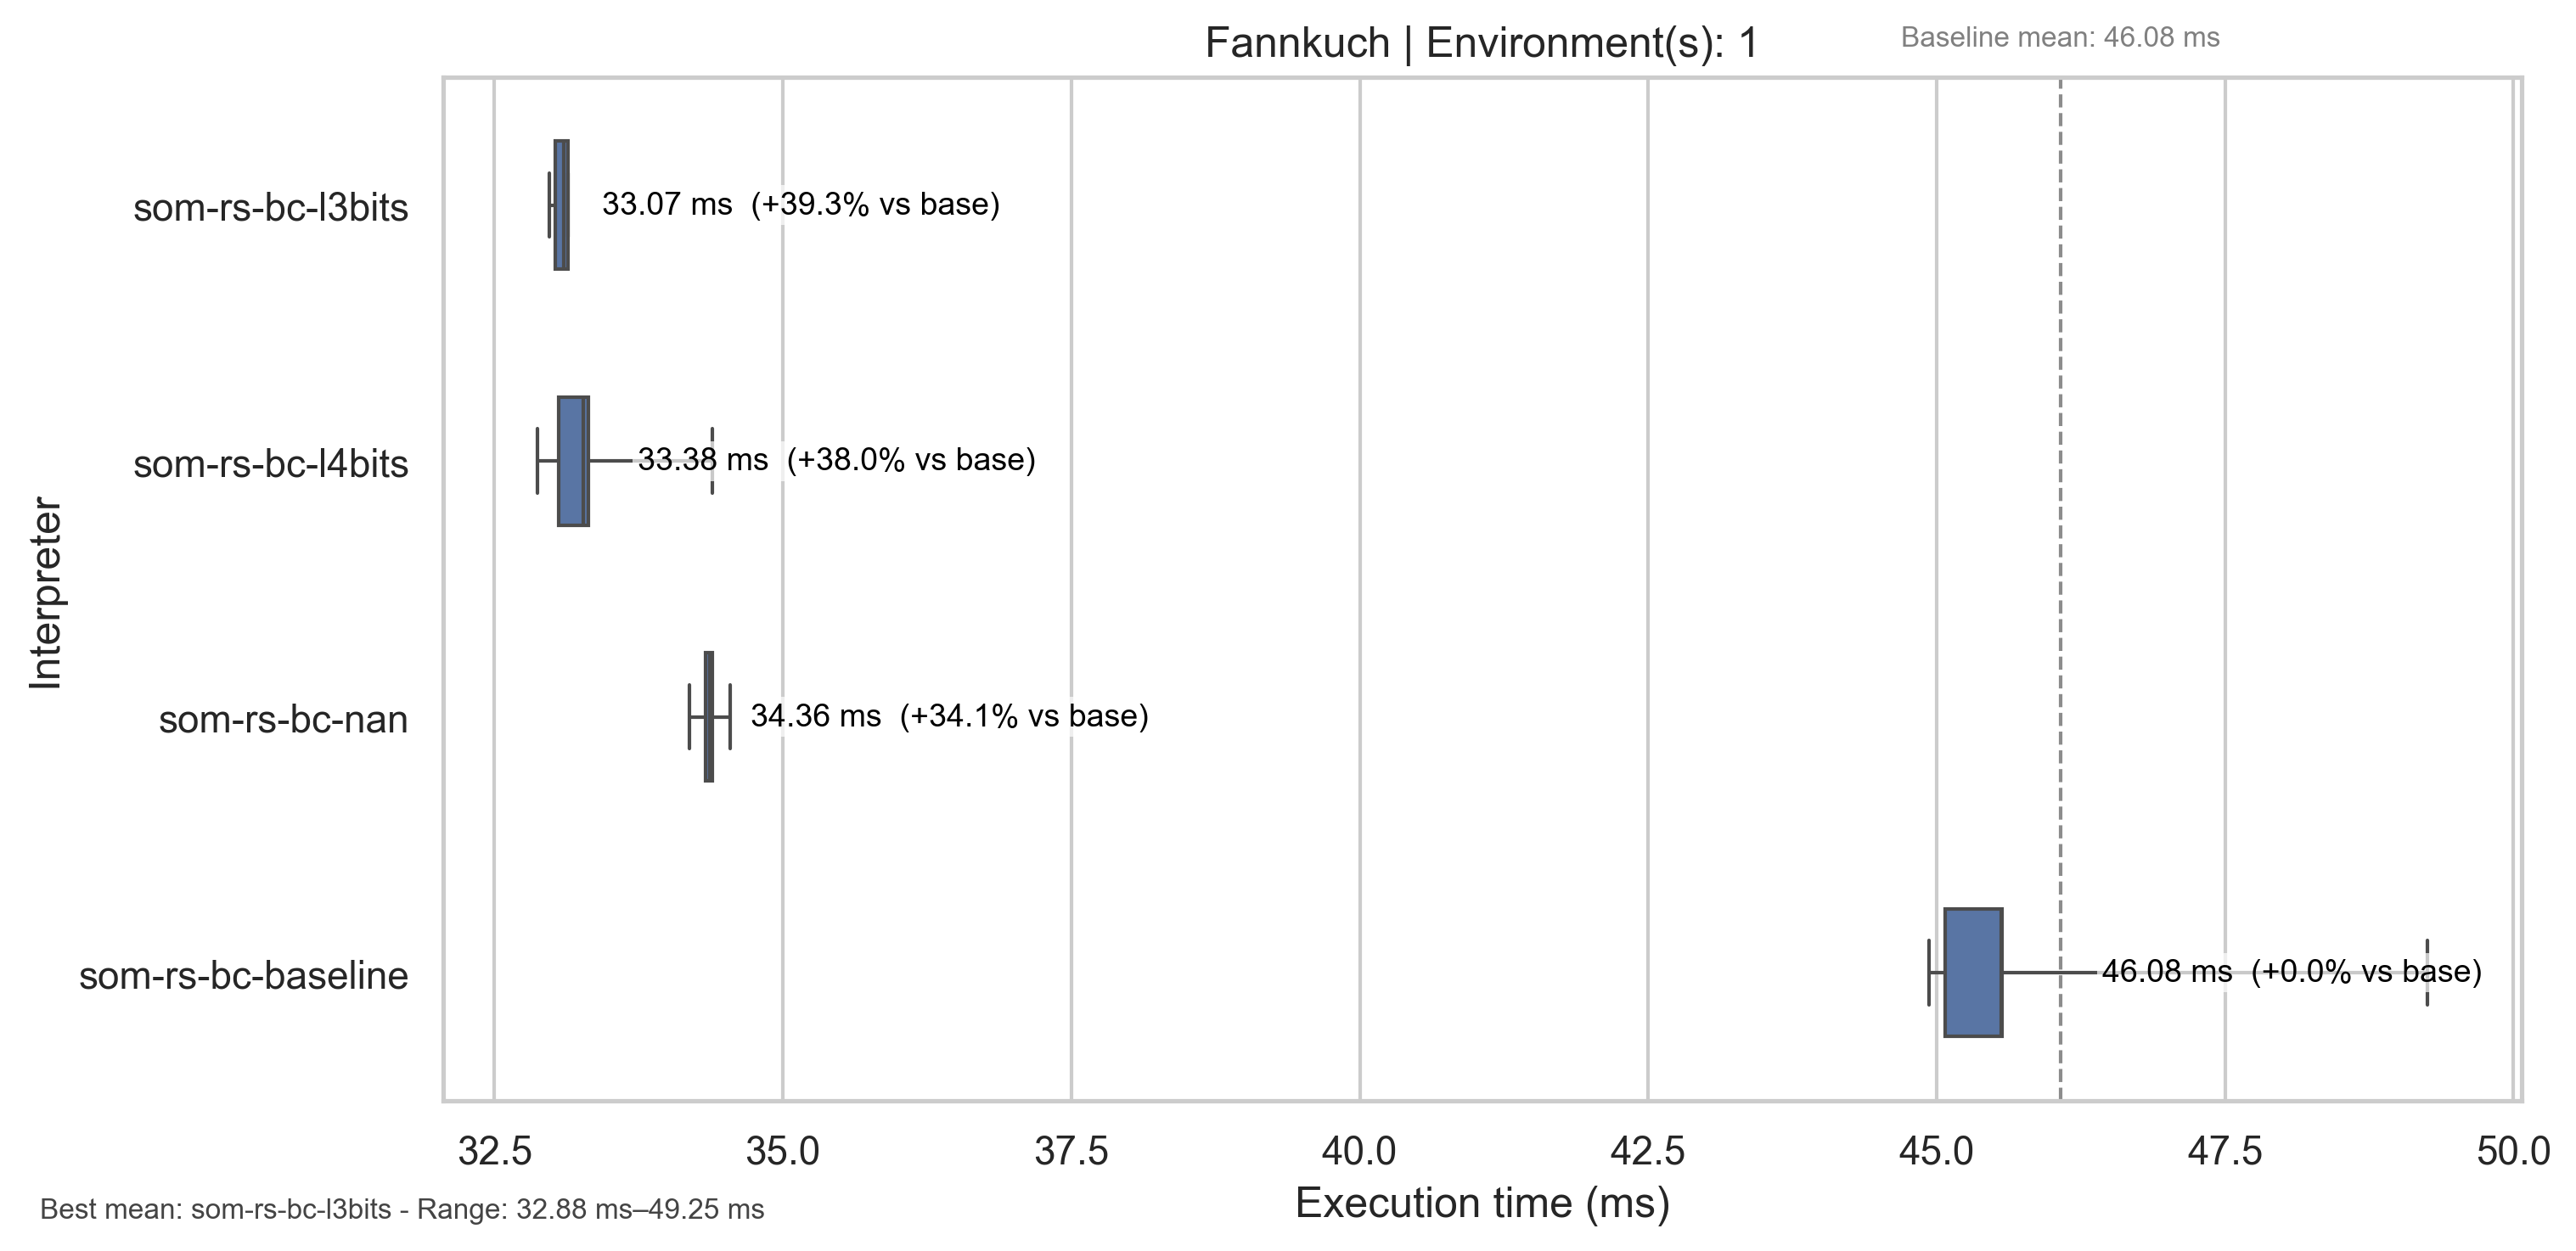 Fannkuch | Environment(s): 1
Baseline mean: 46.08 ms
Interpreter
som-rs-bc-l3bits
33.07 ms (+39.3% vs base)
som-rs-bc-l4bits
33.38 ms (+38.0% vs base)
som-rs-bc-nan
34.36 ms (+34.1% vs base)
som-rs-bc-baseline
46.08 ms (+0.0% vs base)
32.5 35.0 37.5 40.0 42.5 45.0 47.5 50.0
Execution time (ms)
Best mean: som-rs-bc-l3bits - Range: 32.88 ms–49.25 ms